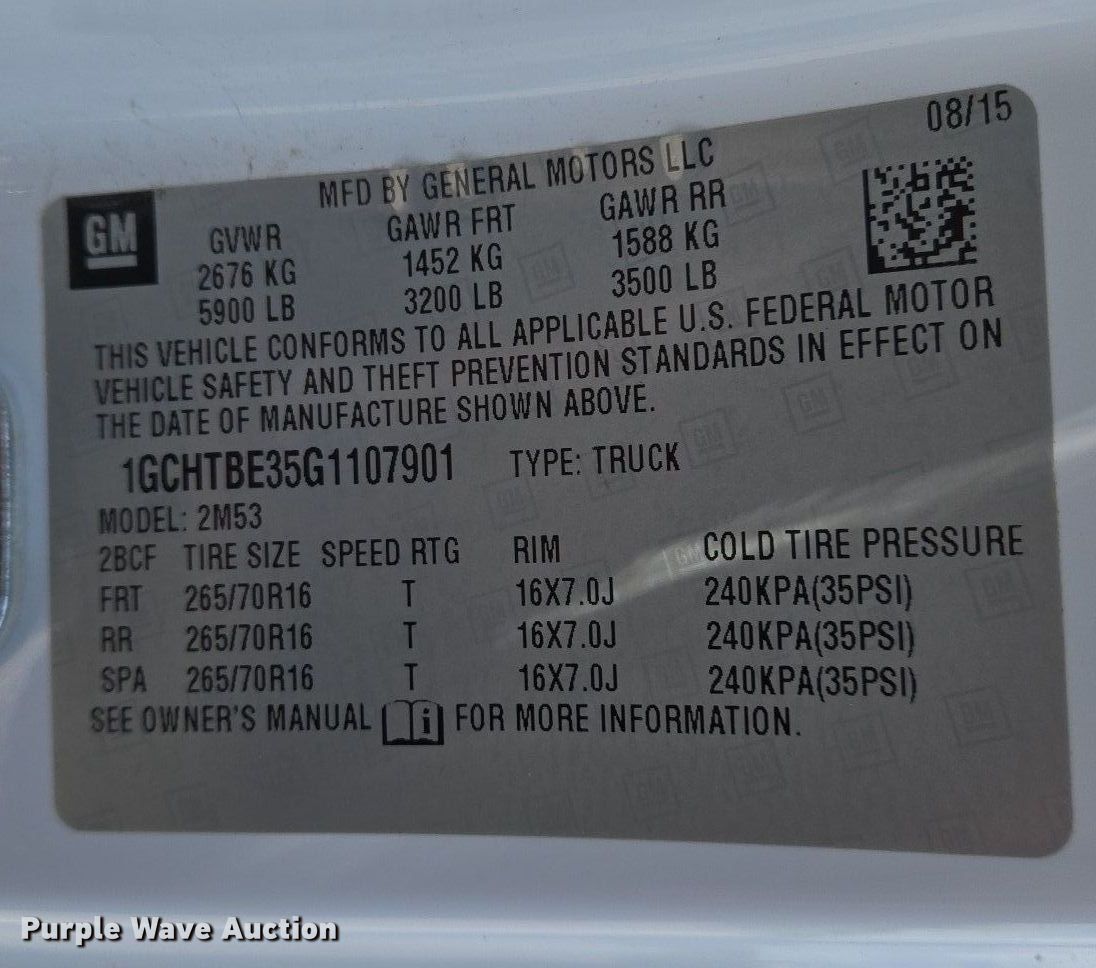 08/15
MFD BY GENERAL MOTORS LLC
GM
GVWR GAWR FRT GAWR RR
2676 KG 1452 KG 1588 KG
5900 LB 3200 LB 3500 LB
THIS VEHICLE CONFORMS TO ALL APPLICABLE U.S. FEDERAL MOTOR
VEHICLE SAFETY AND THEFT PREVENTION STANDARDS IN EFFECT ON
THE DATE OF MANUFACTURE SHOWN ABOVE.
1GCHTBE35G1107901 TYPE: TRUCK
MODEL: 2M53
2BCF TIRE SIZE SPEED RTG RIM COLD TIRE PRESSURE
FRT 265/70R16 T 16X7.0J 240KPA(35PSI)
RR 265/70R16 T 16X7.0J 240KPA(35PSI)
SPA 265/70R16 T 16X7.0J 240KPA(35PSI)
SEE OWNER'S MANUAL i FOR MORE INFORMATION.
Purple Wave Auction